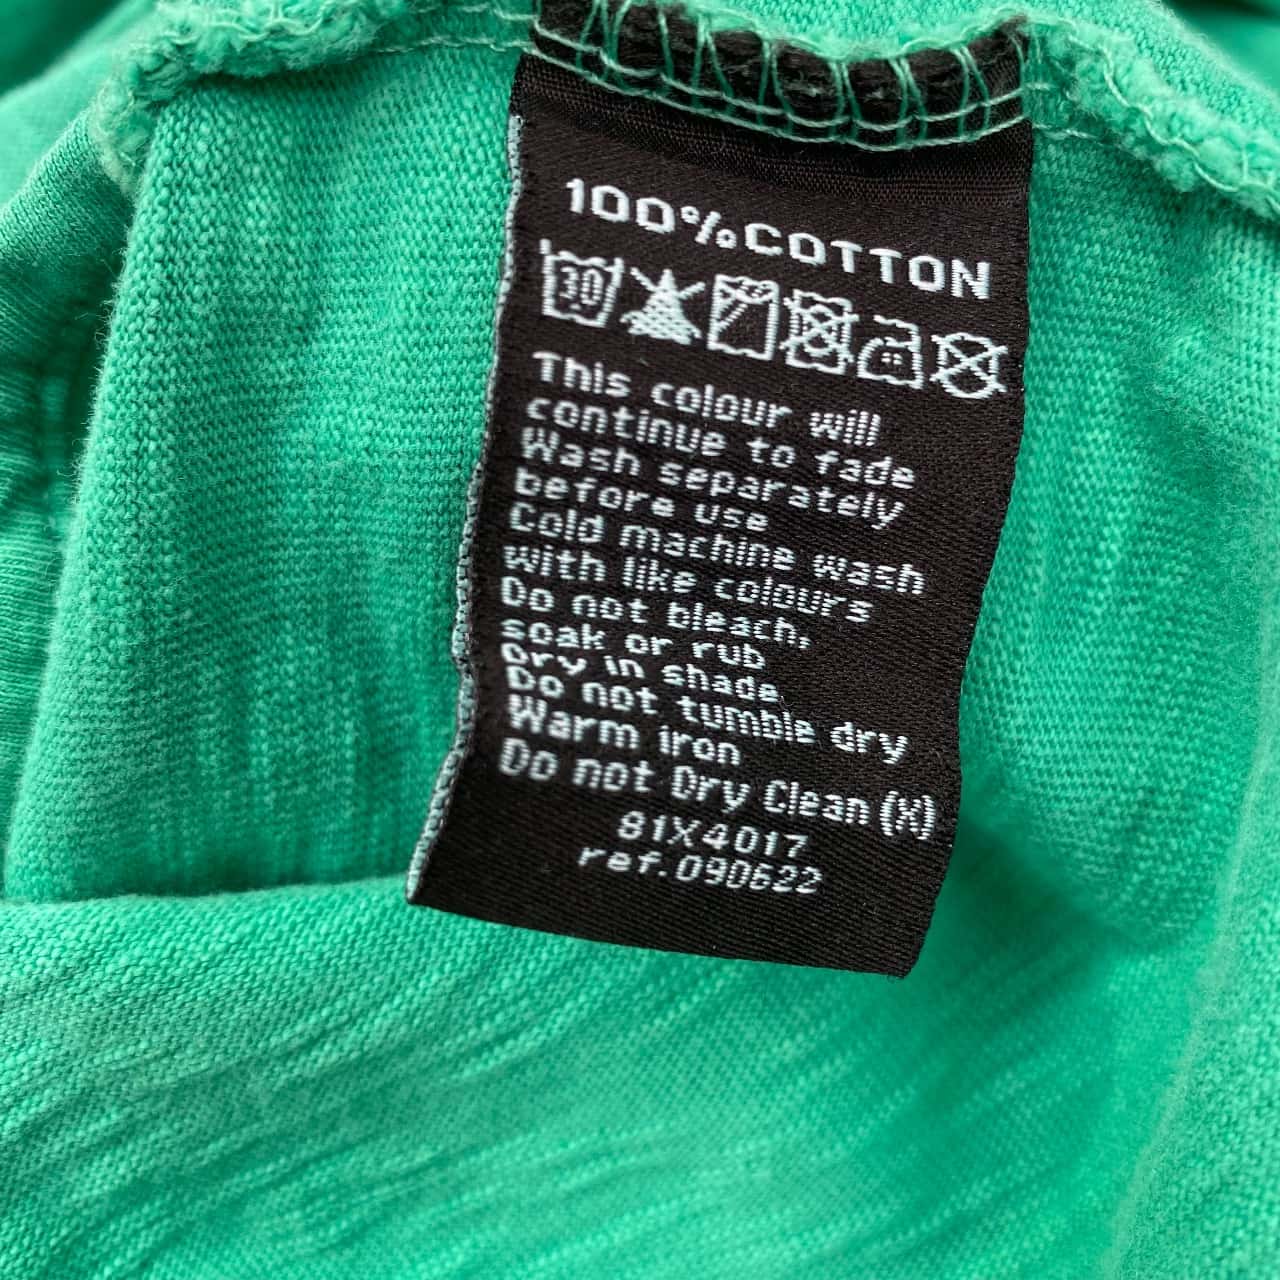 100%COTTON
30
This colour will
continue to fade
Wash separately
before use
Cold machine wash
with like colours
Do not bleach,
soak or rub
Dry in shade
Do not tumble dry
Warm iron
Do not Dry Clean (X)
81X4017
ref.090622